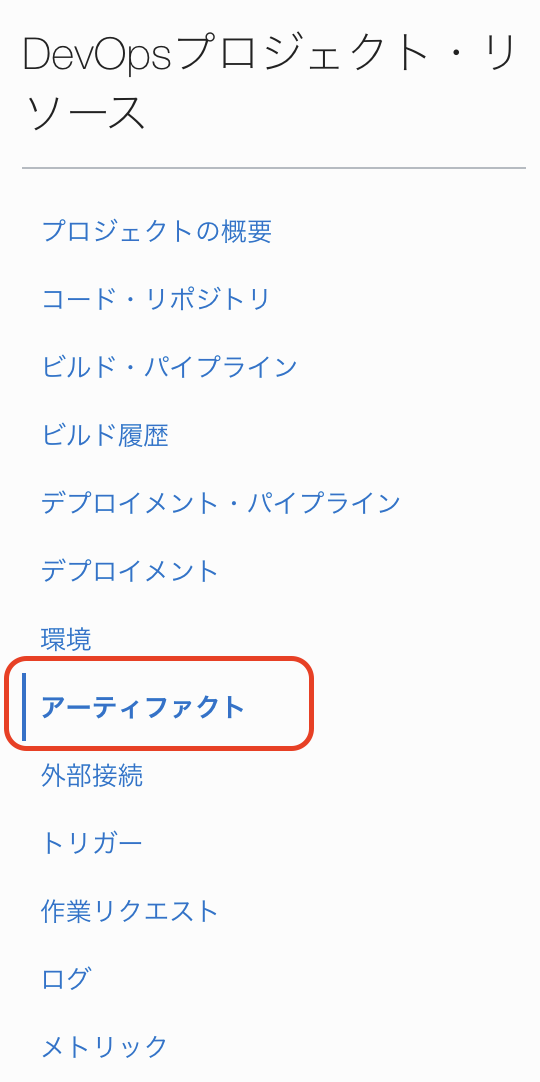 DevOpsプロジェクト・リ
ソース
プロジェクトの概要
コード・リポジトリ
ビルド・パイプライン
ビルド履歴
デプロイメント・パイプライン
デプロイメント
環境
アーティファクト
外部接続
トリガー
作業リクエスト
ログ
メトリック